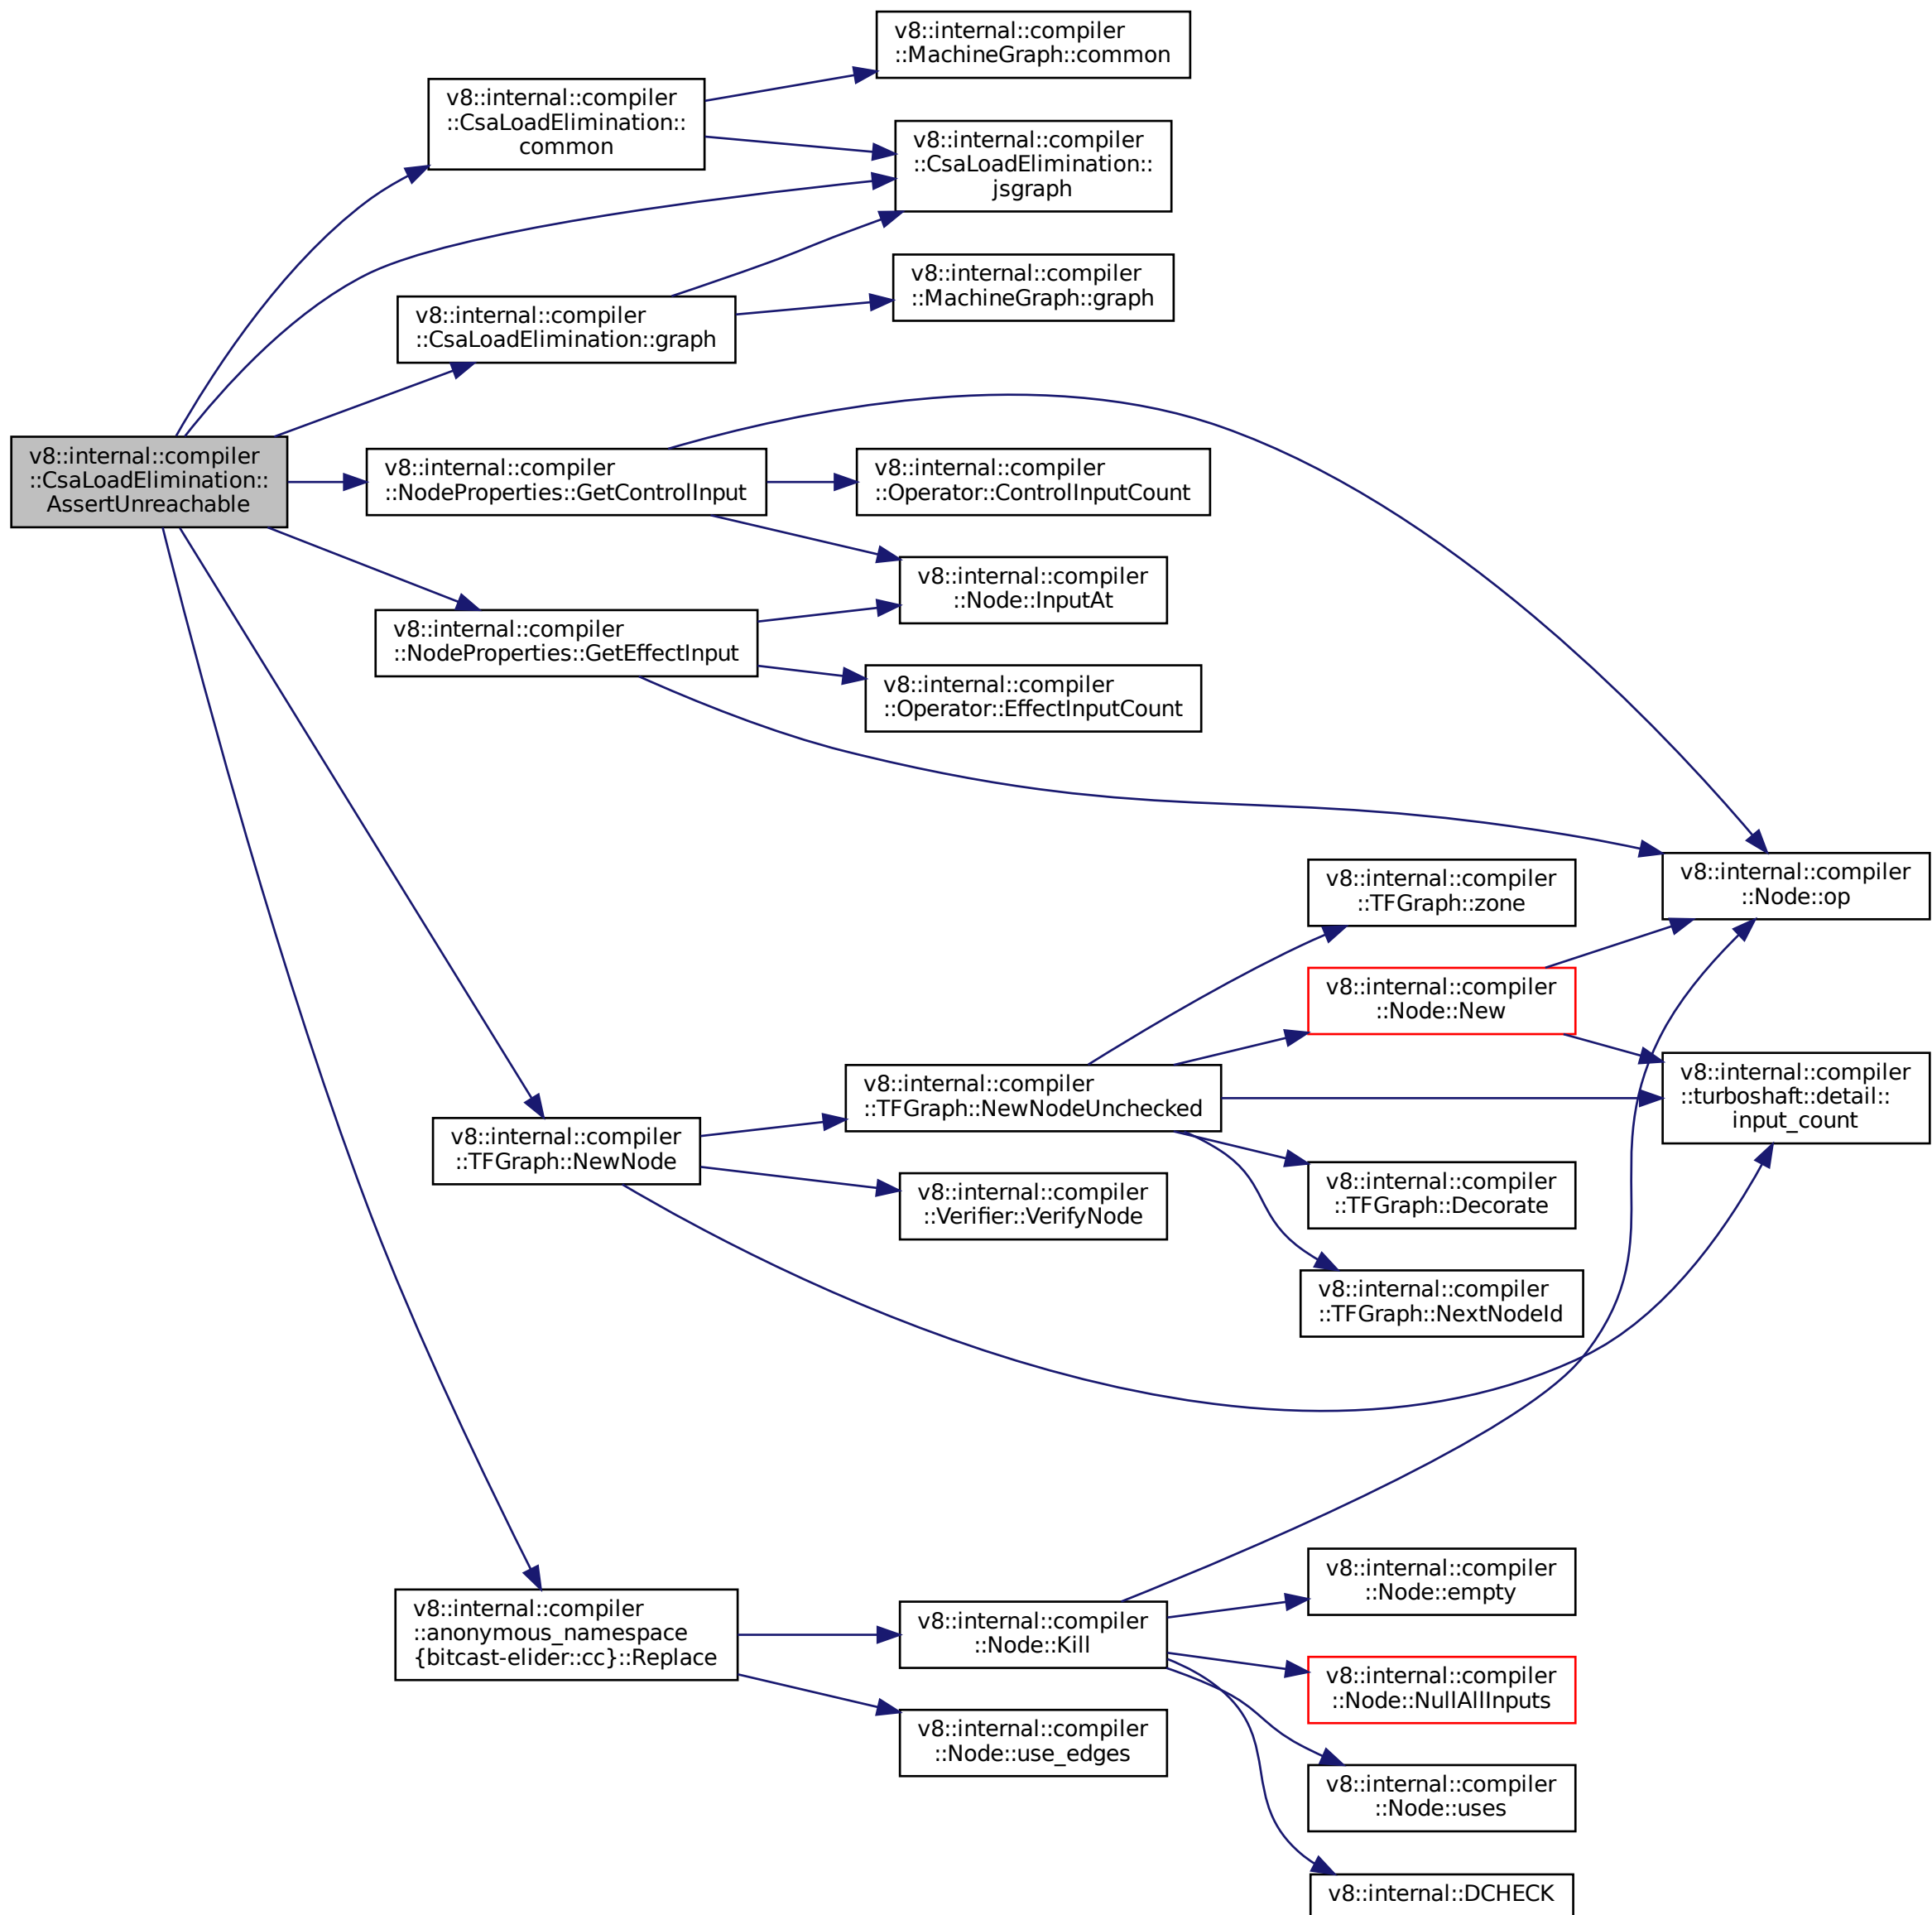 v8::internal::compiler
::MachineGraph::common
v8::internal::compiler
::CsaLoadElimination::
common
v8::internal::compiler
::CsaLoadElimination::
jsgraph
v8::internal::compiler
::MachineGraph::graph
v8::internal::compiler
::CsaLoadElimination::graph
v8::internal::compiler
::CsaLoadElimination::
AssertUnreachable
v8::internal::compiler
::NodeProperties::GetControlInput
v8::internal::compiler
::Operator::ControlInputCount
v8::internal::compiler
::Node::InputAt
v8::internal::compiler
::NodeProperties::GetEffectInput
v8::internal::compiler
::Operator::EffectInputCount
v8::internal::compiler
::TFGraph::zone
v8::internal::compiler
::Node::op
v8::internal::compiler
::Node::New
v8::internal::compiler
::TFGraph::NewNodeUnchecked
v8::internal::compiler
::turboshaft::detail::
input_count
v8::internal::compiler
::TFGraph::NewNode
v8::internal::compiler
::Verifier::VerifyNode
v8::internal::compiler
::TFGraph::Decorate
v8::internal::compiler
::TFGraph::NextNodeId
v8::internal::compiler
::Node::empty
v8::internal::compiler
::anonymous_namespace
{bitcast-elider::cc}::Replace
v8::internal::compiler
::Node::Kill
v8::internal::compiler
::Node::NullAllInputs
v8::internal::compiler
::Node::use_edges
v8::internal::compiler
::Node::uses
v8::internal::DCHECK